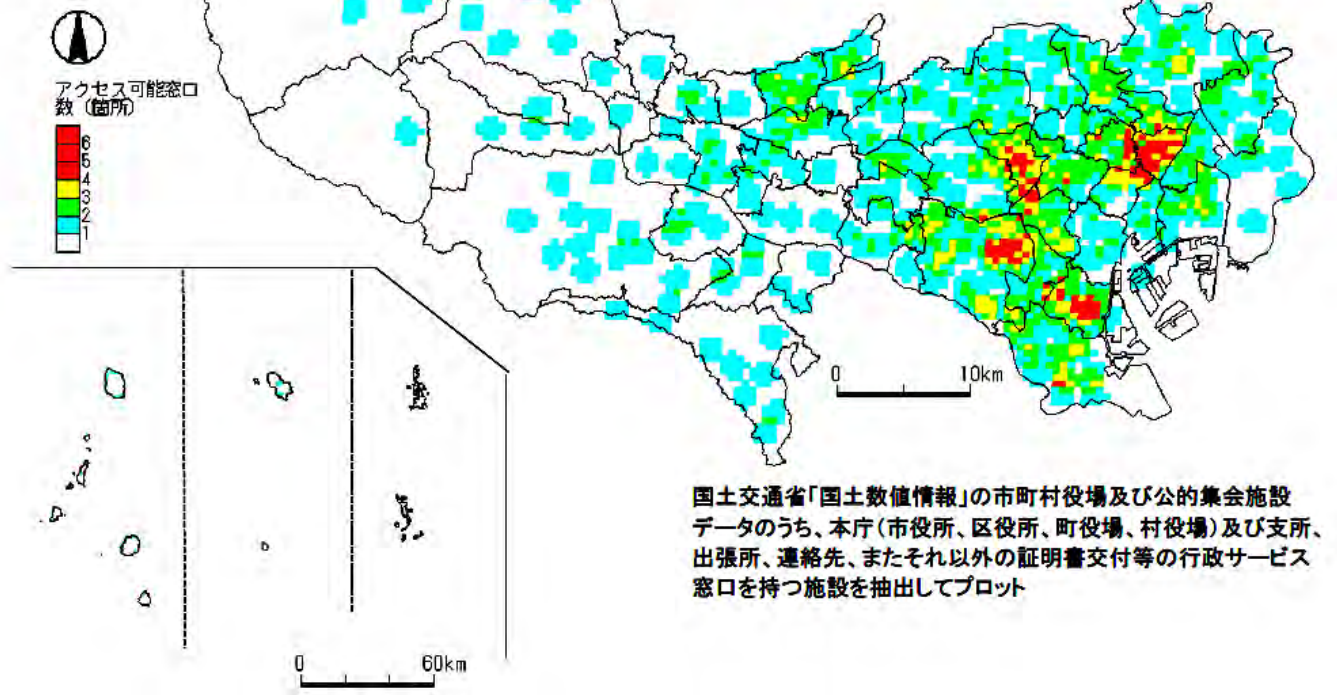 アクセス可能窓口
数（箇所）
6
5
4
3
2
1
0 10km
国土交通省「国土数値情報」の市町村役場及び公的集会施設
データのうち、本庁（市役所、区役所、町役場、村役場）及び支所、
出張所、連絡先、またそれ以外の証明書交付等の行政サービス
窓口を持つ施設を抽出してプロット
0 60km